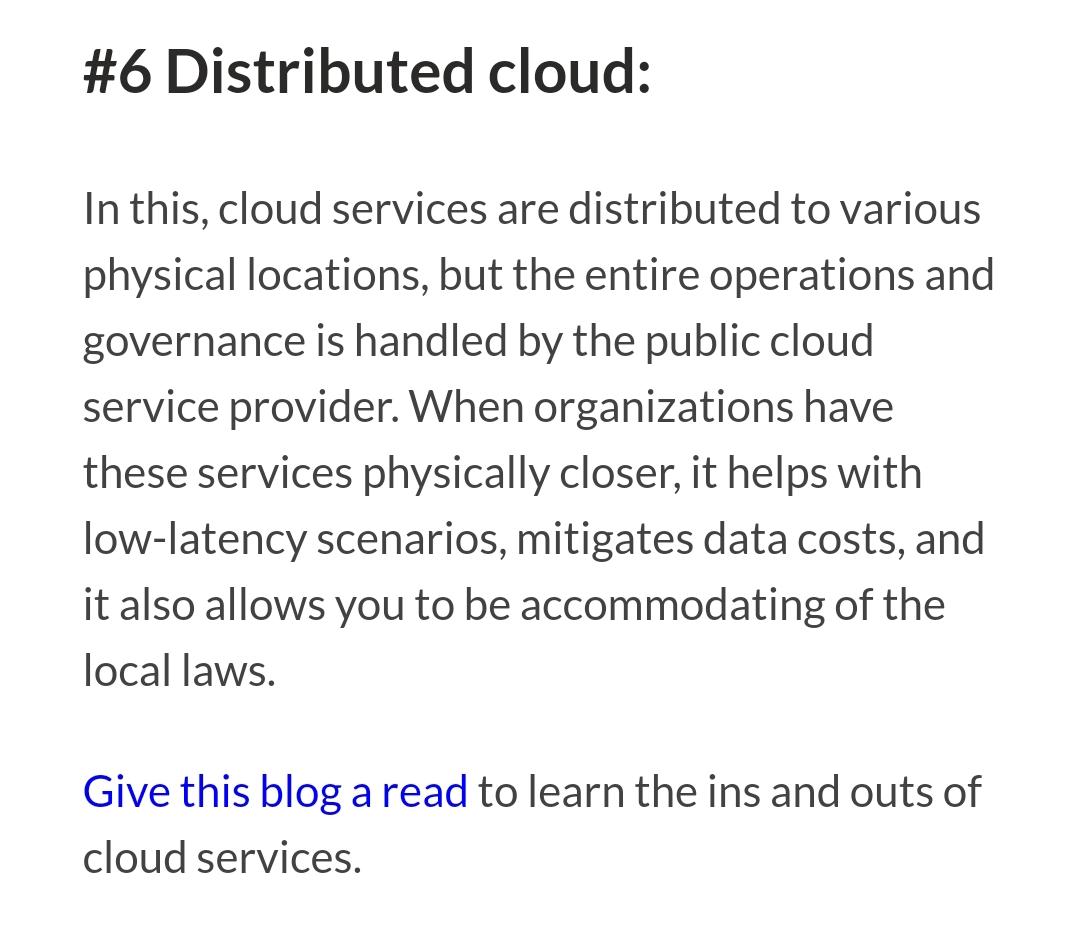 #6 Distributed cloud:
In this, cloud services are distributed to various
physical locations, but the entire operations and
governance is handled by the public cloud
service provider. When organizations have
these services physically closer, it helps with
low-latency scenarios, mitigates data costs, and
it also allows you to be accommodating of the
local laws.
Give this blog a read to learn the ins and outs of
cloud services.